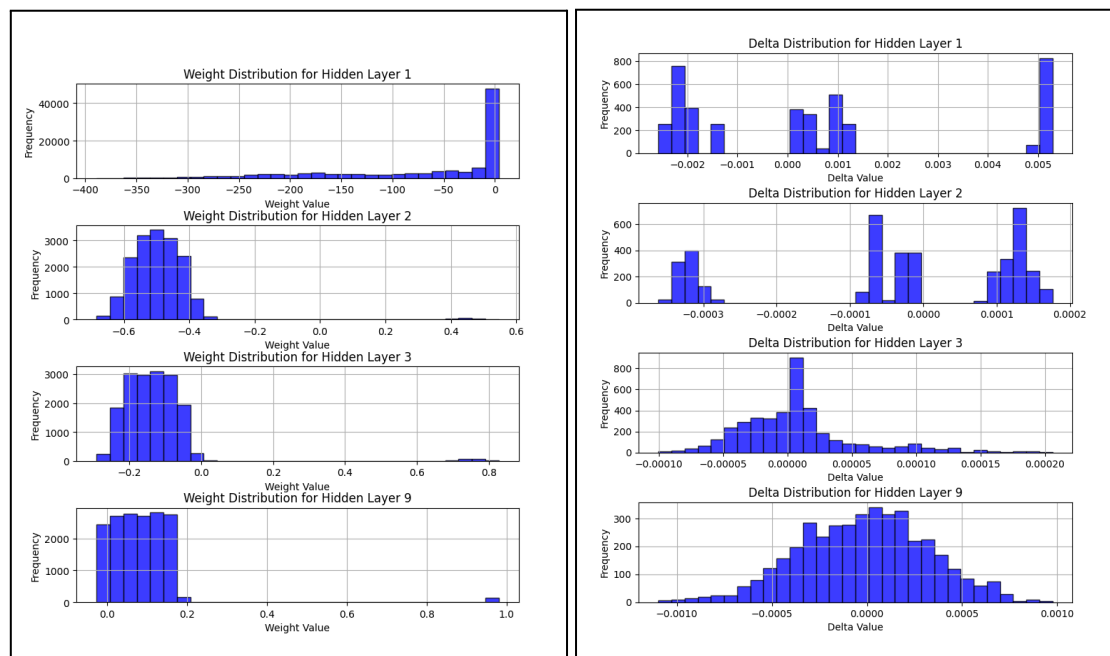 Weight Distribution for Hidden Layer 1
40000
20000
0
Frequency
−400 −350 −300 −250 −200 −150 −100 −50 0
Weight Value
Weight Distribution for Hidden Layer 2
3000
2000
1000
0
Frequency
−0.6 −0.4 −0.2 0.0 0.2 0.4 0.6
Weight Value
Weight Distribution for Hidden Layer 3
3000
2000
1000
0
Frequency
−0.2 0.0 0.2 0.4 0.6 0.8
Weight Value
Weight Distribution for Hidden Layer 9
2000
1000
0
Frequency
0.0 0.2 0.4 0.6 0.8 1.0
Weight Value
Delta Distribution for Hidden Layer 1
800
600
400
200
0
Frequency
−0.002 −0.001 0.000 0.001 0.002 0.003 0.004 0.005
Delta Value
Delta Distribution for Hidden Layer 2
600
400
200
0
Frequency
−0.0003 −0.0002 −0.0001 0.0000 0.0001 0.0002
Delta Value
Delta Distribution for Hidden Layer 3
800
600
400
200
0
Frequency
−0.00010 −0.00005 0.00000 0.00005 0.00010 0.00015 0.00020
Delta Value
Delta Distribution for Hidden Layer 9
300
200
100
0
Frequency
−0.0010 −0.0005 0.0000 0.0005 0.0010
Delta Value